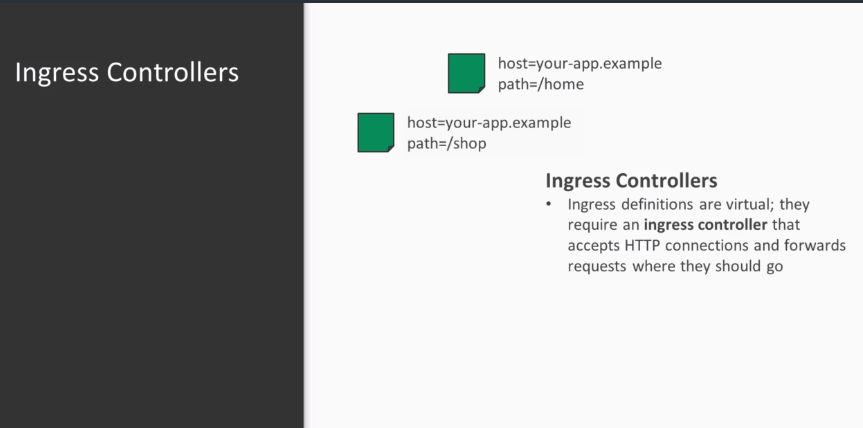 Ingress Controllers
host=your-app.example
path=/home
host=your-app.example
path=/shop
Ingress Controllers
• Ingress definitions are virtual; they
require an ingress controller that
accepts HTTP connections and forwards
requests where they should go